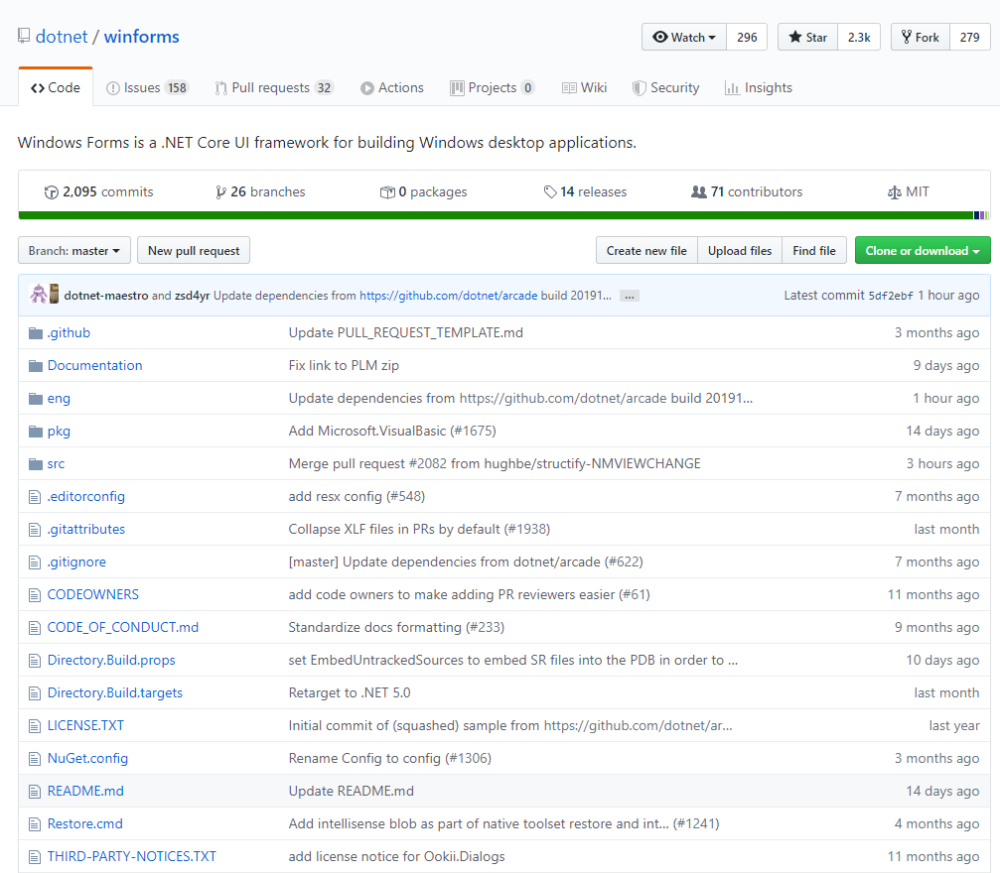 dotnet / winforms Watch 296 Star 2.3k Fork 279
Code Issues 158 Pull requests 32 Actions Projects 0 Wiki Security Insights
Windows Forms is a .NET Core UI framework for building Windows desktop applications.
2,095 commits 26 branches 0 packages 14 releases 71 contributors MIT
Branch: master New pull request Create new file Upload files Find file Clone or download
dotnet-maestro and zsd4yr Update dependencies from https://github.com/dotnet/arcade build 20191... ... Latest commit 5df2ebf 1 hour ago
.github Update PULL_REQUEST_TEMPLATE.md 3 months ago
Documentation Fix link to PLM zip 9 days ago
eng Update dependencies from https://github.com/dotnet/arcade build 20191... 1 hour ago
pkg Add Microsoft.VisualBasic (#1675) 14 days ago
src Merge pull request #2082 from hughbe/structify-NMVIEWCHANGE 3 hours ago
.editorconfig add resx config (#548) 7 months ago
.gitattributes Collapse XLF files in PRs by default (#1938) last month
.gitignore [master] Update dependencies from dotnet/arcade (#622) 7 months ago
CODEOWNERS add code owners to make adding PR reviewers easier (#61) 11 months ago
CODE_OF_CONDUCT.md Standardize docs formatting (#233) 9 months ago
Directory.Build.props set EmbedUntrackedSources to embed SR files into the PDB in order to ... 10 days ago
Directory.Build.targets Retarget to .NET 5.0 last month
LICENSE.TXT Initial commit of (squashed) sample from https://github.com/dotnet/ar... last year
NuGet.config Rename Config to config (#1306) 3 months ago
README.md Update README.md 14 days ago
Restore.cmd Add intellisense blob as part of native toolset restore and int... (#1241) 4 months ago
THIRD-PARTY-NOTICES.TXT add license notice for Ookii.Dialogs 11 months ago